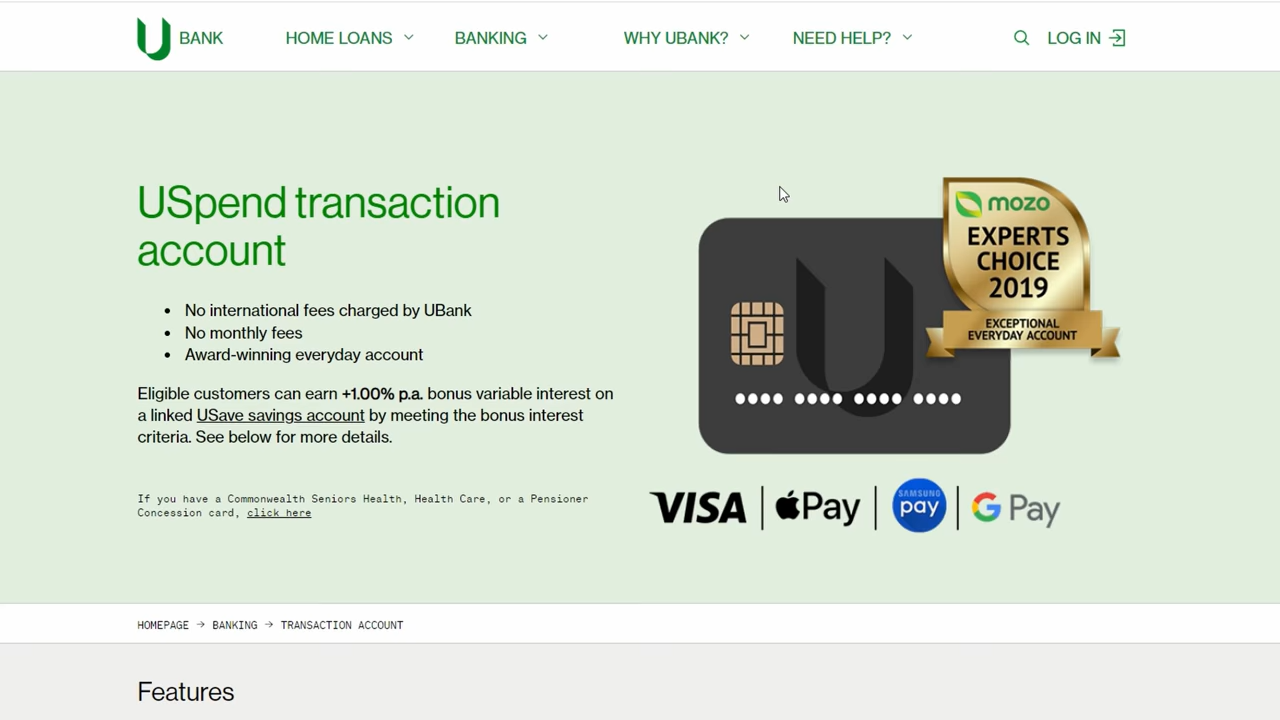 BANK
HOME LOANS
BANKING
WHY UBANK?
NEED HELP?
LOG IN
USpend transaction
account
• No international fees charged by UBank
• No monthly fees
• Award-winning everyday account
Eligible customers can earn +1.00% p.a. bonus variable interest on
a linked USave savings account by meeting the bonus interest
criteria. See below for more details.
If you have a Commonwealth Seniors Health, Health Care, or a Pensioner
Concession card, click here
mozo
EXPERTS
CHOICE
2019
EXCEPTIONAL
EVERYDAY ACCOUNT
VISA
Pay
SAMSUNG
pay
G Pay
HOMEPAGE → BANKING → TRANSACTION ACCOUNT
Features